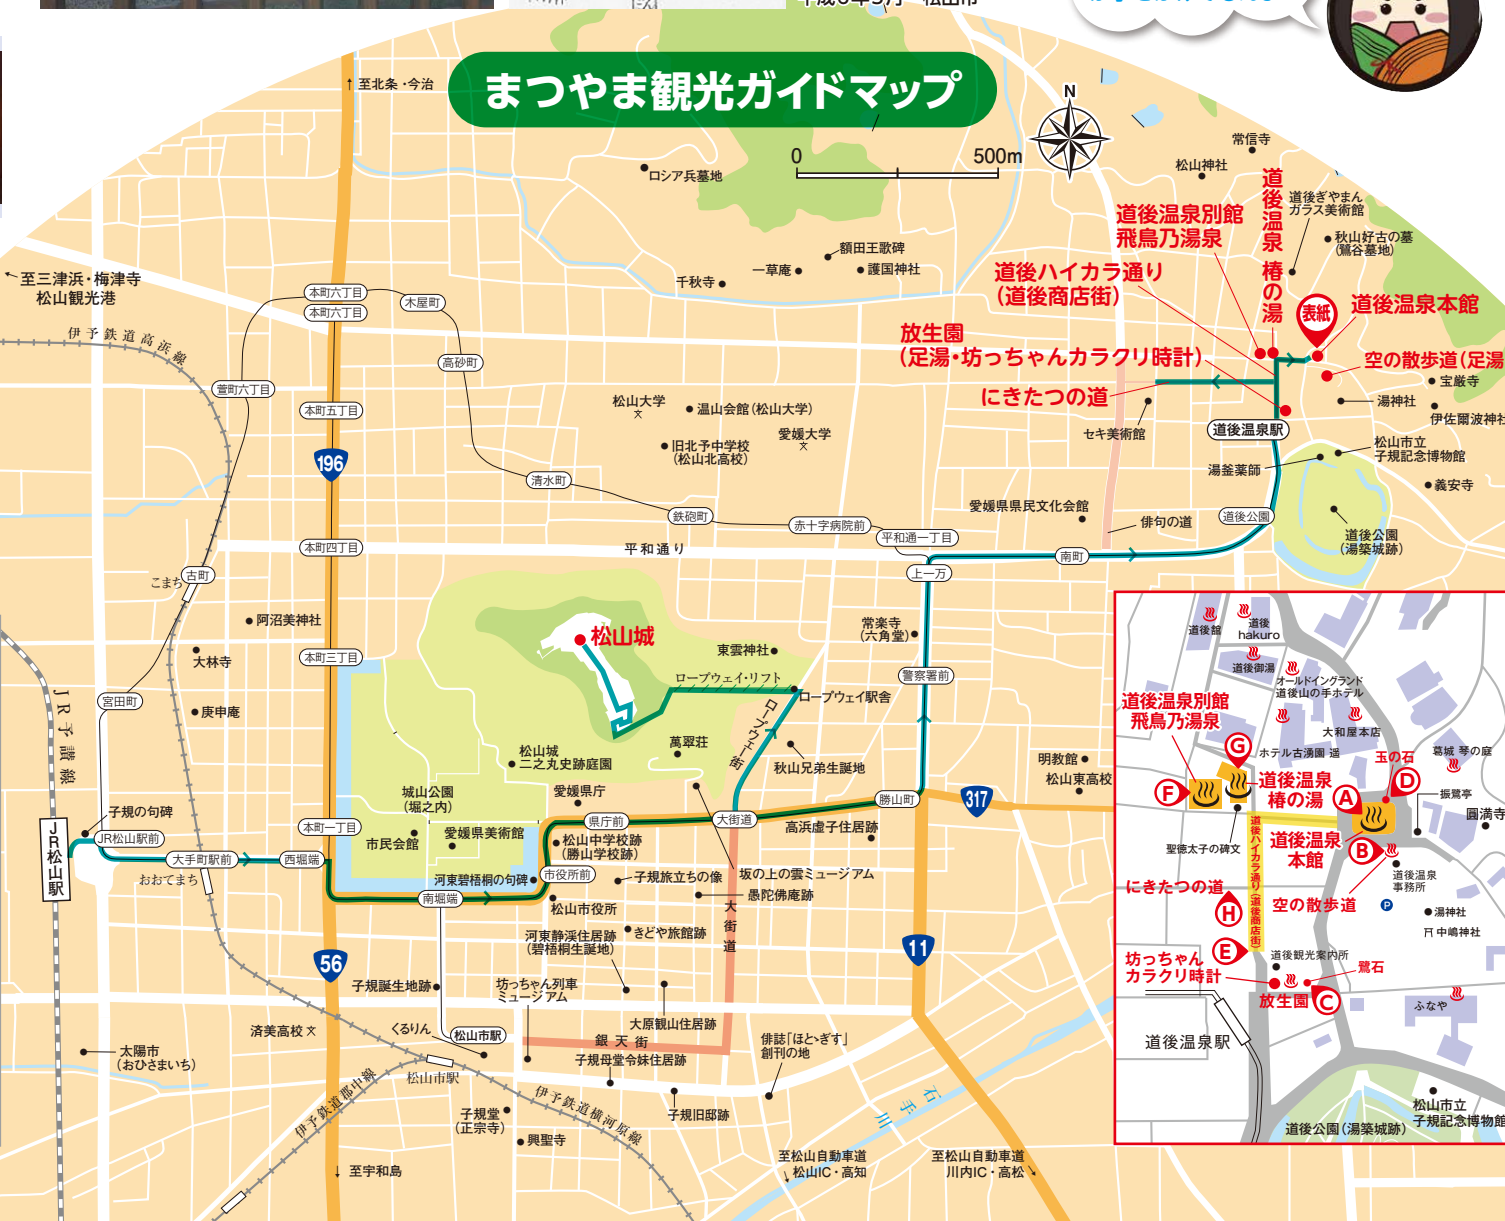 平成6年3月 松山市
まつやま観光ガイドマップ
↑至北条・今治
N
0 500m
ロシア兵墓地
常信寺
松山神社
道後温泉 椿の湯
道後ぎやまん
ガラス美術館
道後温泉別館
飛鳥乃湯泉
秋山好古の墓
(鷺谷墓地)
額田王歌碑
一草庵
護国神社
千秋寺
道後ハイカラ通り
(道後商店街)
表紙
道後温泉本館
←至三津浜・梅津寺
松山観光港
本町六丁目
本町六丁目
木屋町
伊予鉄道高浜線
放生園
(足湯・坊っちゃんカラクリ時計)
空の散歩道(足湯
高砂町
萱町六丁目
にきたつの道
宝厳寺
湯神社
伊佐爾波神社
本町五丁目
松山大学
文
温山会館(松山大学)
愛媛大学
文
旧北予中学校
(松山北高校)
セキ美術館
道後温泉駅
松山市立
子規記念博物館
湯釜薬師
義安寺
196
清水町
鉄砲町
赤十字病院前
平和通一丁目
愛媛県県民文化会館
俳句の道
道後公園
道後公園
(湯築城跡)
本町四丁目
平和通り
南町
上一万
こまち
古町
阿沼美神社
松山城
常楽寺
(六角堂)
東雲神社
大林寺
本町三丁目
ロープウェイ・リフト
警察署前
ロープウェイ駅舎
宮田町
庚申庵
JR予讃線
ロープウェー街
萬翠荘
松山城
二之丸史跡庭園
秋山兄弟生誕地
明教館
松山東高校
城山公園
(堀之内)
愛媛県庁
勝山町
317
子規の句碑
JR松山駅前
JR松山駅
本町一丁目
市民会館
愛媛県美術館
県庁前
大街道
高浜虚子住居跡
松山中学校跡
(勝山学校跡)
大手町駅前
西堀端
おおてまち
河東碧梧桐の句碑
市役所前
子規旅立ちの像
坂の上の雲ミュージアム
愚陀佛庵跡
南堀端
松山市役所
大街道
河東静渓住居跡
(碧梧桐生誕地)
きどや旅館跡
56
11
子規誕生地跡
坊っちゃん列車
ミュージアム
大原観山住居跡
済美高校 文
くるりん
松山市駅
銀天街
俳誌「ほとゝぎす」
創刊の地
太陽市
(おひさまいち)
松山市駅
子規母堂令妹住居跡
伊予鉄道郡中線
伊予鉄道横河原線
子規旧邸跡
石手川
子規堂
(正宗寺)
興聖寺
↓至宇和島
至松山自動車道
松山IC・高知
至松山自動車道
川内IC・高松
道後舘
道後
hakuro
道後御湯
オールドイングランド
道後山の手ホテル
道後温泉別館
飛鳥乃湯泉
大和屋本店
G
ホテル古湧園 遥
玉の石
葛城 琴の庭
F
道後温泉
椿の湯
A
D
振鷺亭
圓満寺
聖徳太子の碑文
道後ハイカラ通り(道後商店街)
道後温泉
本館
B
道後温泉
事務所
にきたつの道
H
空の散歩道
P
湯神社
中嶋神社
E
坊っちゃん
カラクリ時計
道後観光案内所
鷺石
放生園
C
ふなや
道後温泉駅
松山市立
子規記念博物館
道後公園(湯築城跡)